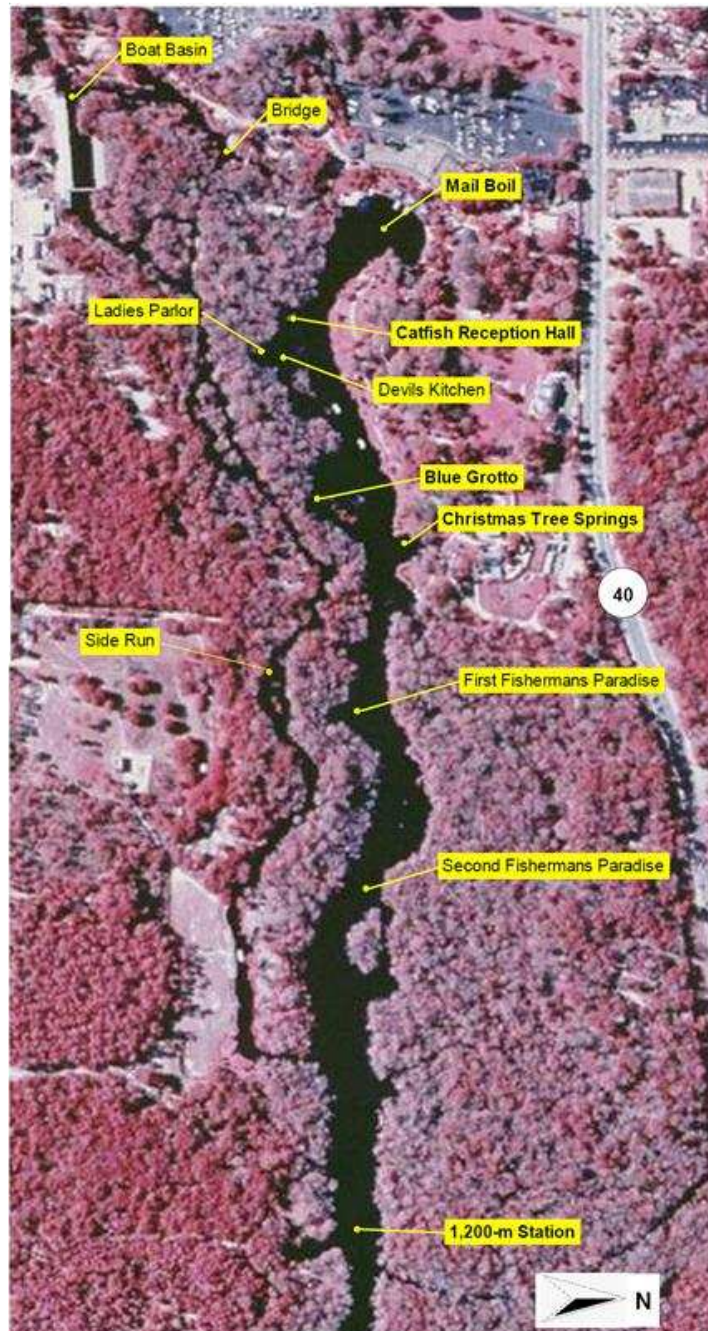 Boat Basin
Bridge
Mail Boil
Ladies Parlor
Catfish Reception Hall
Devils Kitchen
Blue Grotto
Christmas Tree Springs
40
Side Run
First Fishermans Paradise
Second Fishermans Paradise
1,200-m Station
N